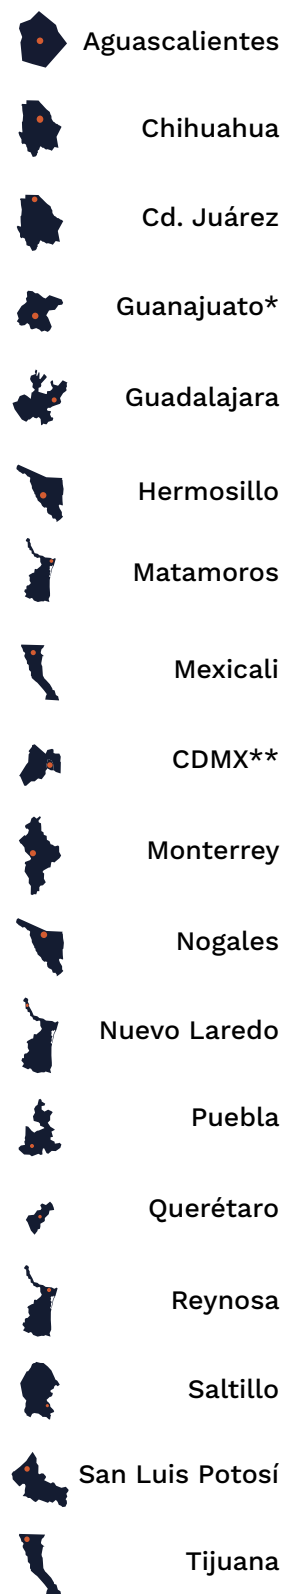 Aguascalientes
Chihuahua
Cd. Juárez
Guanajuato*
Guadalajara
Hermosillo
Matamoros
Mexicali
CDMX**
Monterrey
Nogales
Nuevo Laredo
Puebla
Querétaro
Reynosa
Saltillo
San Luis Potosí
Tijuana